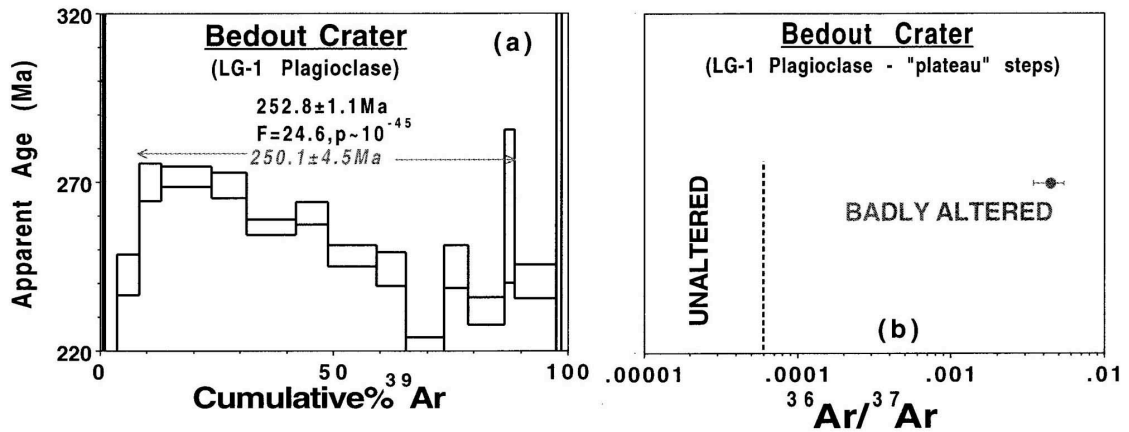 Bedout Crater
(a)
(LG-1 Plagioclase)
252.8±1.1Ma
F=24.6,p~10⁻⁴⁵
250.1±4.5Ma
Apparent Age (Ma)
320
270
220
0
50
100
Cumulative% ³⁹Ar
Bedout Crater
(LG-1 Plagioclase - "plateau" steps)
UNALTERED
BADLY ALTERED
(b)
.00001
.0001
.001
.01
³⁶Ar/³⁷Ar